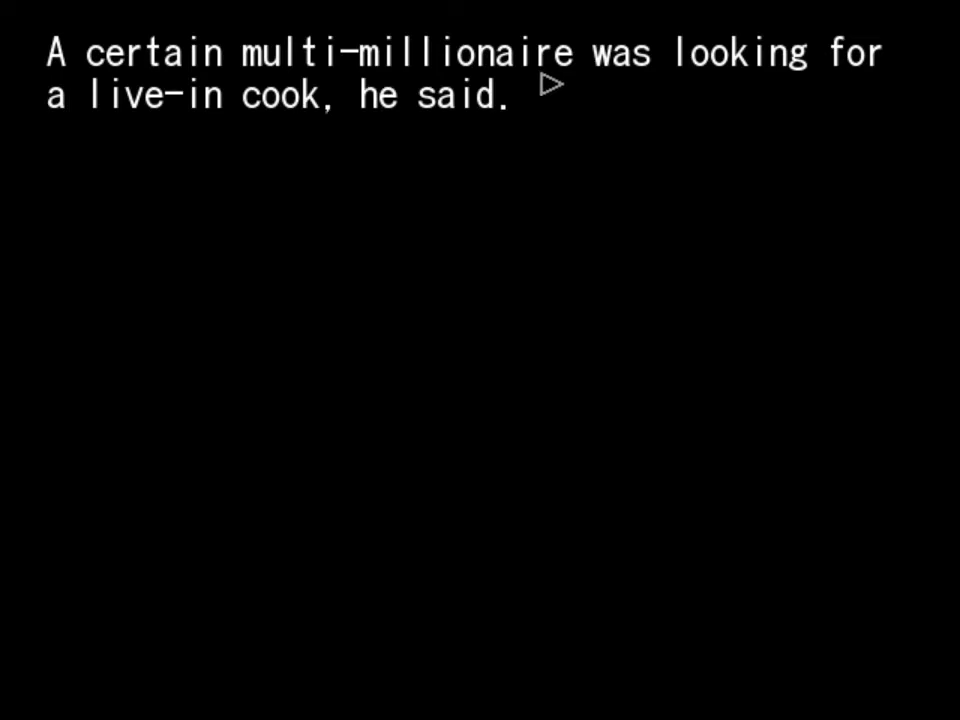 A certain multi-millionaire was looking for
a live-in cook, he said.